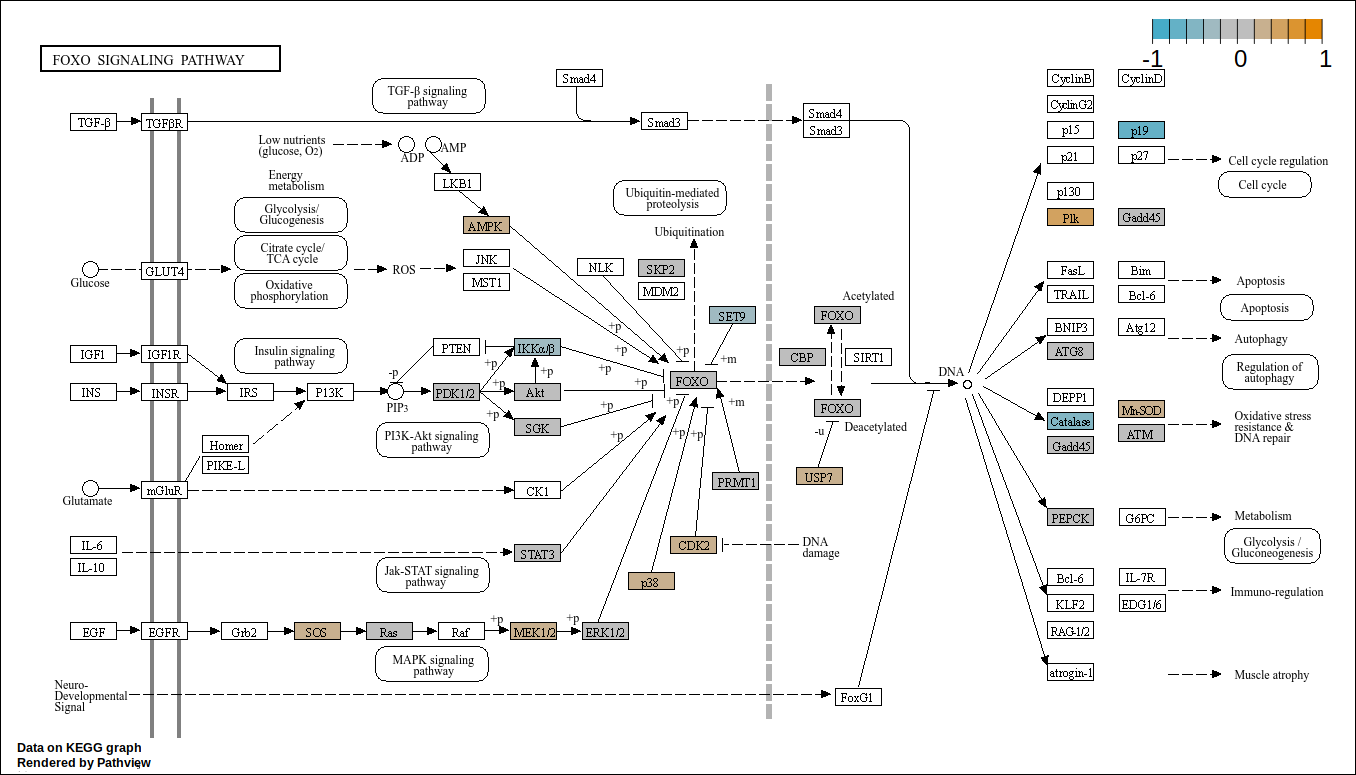 FOXO SIGNALING PATHWAY
-1 0 1
TGF-β signaling
pathway
Smad4
TGF-β
TGFβR
Smad3
Smad4
Smad3
Low nutrients
(glucose, O2)
ADP
AMP
LKB1
Energy
metabolism
Glycolysis/
Glucogenesis
AMPK
Ubiquitin-mediated
proteolysis
Ubiquitination
Citrate cycle/
TCA cycle
Glucose
GLUT4
ROS
JNK
MST1
Oxidative
phosphorylation
NLK
SKP2
MDM2
SET9
+p
+p
+p
+m
Acetylated
FOXO
CBP
SIRT1
FOXO
Deacetylated
-u
USP7
IGF1
IGF1R
Insulin signaling
pathway
PTEN
IKKα/β
-p
+p
+p
+p
+p
+p
+p
INS
INSR
IRS
P13K
PIP3
PDK1/2
Akt
FOXO
SGK
+p
+p
+p
+p
+p
+m
PI3K-Akt signaling
pathway
Homer
PIKE-L
Glutamate
mGluR
CK1
PRMT1
IL-6
IL-10
STAT3
CDK2
DNA
damage
Jak-STAT signaling
pathway
p38
EGF
EGFR
Grb2
SOS
Ras
Raf
+p
MEK1/2
+p
ERK1/2
MAPK signaling
pathway
Neuro-
Developmental
Signal
FoxG1
DNA
CyclinB
CyclinD
CyclinG2
p15
p19
p21
p27
Cell cycle regulation
Cell cycle
p130
Plk
Gadd45
FasL
Bim
Apoptosis
TRAIL
Bcl-6
Apoptosis
BNIP3
Atg12
Autophagy
ATG8
Regulation of
autophagy
DEPP1
Mn-SOD
Catalase
ATM
Gadd45
Oxidative stress
resistance &
DNA repair
PEPCK
G6PC
Metabolism
Glycolysis /
Gluconeogenesis
Bcl-6
IL-7R
Immuno-regulation
KLF2
EDG1/6
RAG-1/2
atrogin-1
Muscle atrophy
Data on KEGG graph
Rendered by Pathview